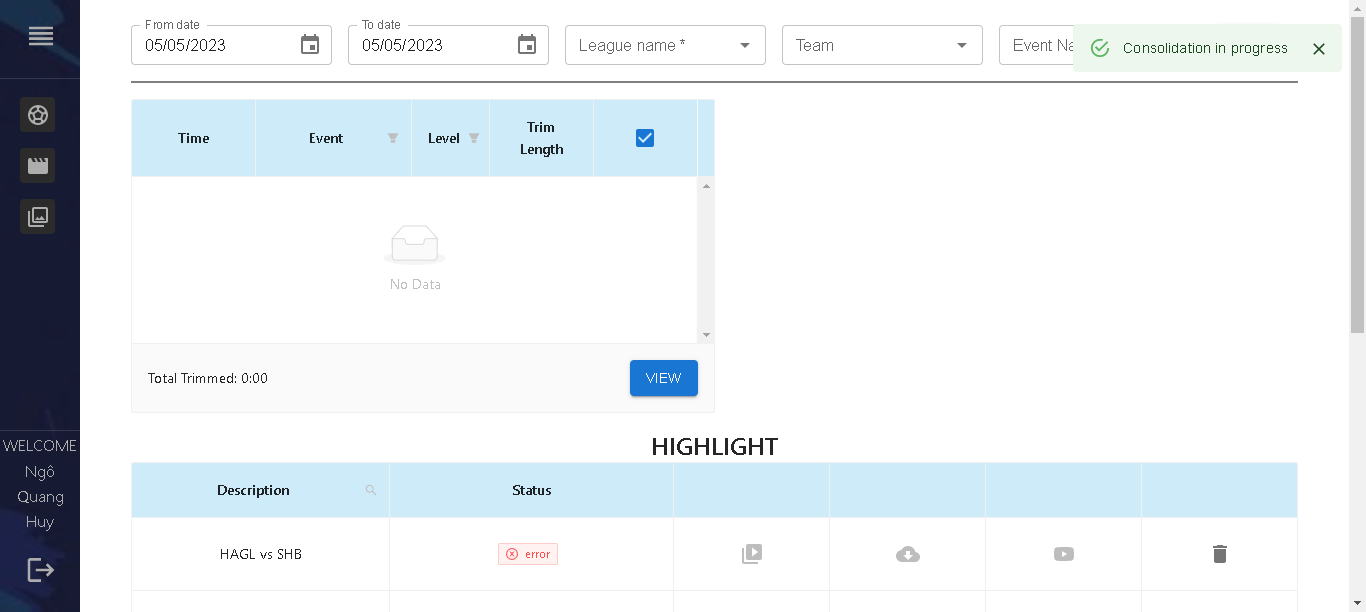 From date
05/05/2023
To date
05/05/2023
League name *
Team
Event Na
Consolidation in progress
Time
Event
Level
Trim
Length
No Data
Total Trimmed: 0:00
VIEW
HIGHLIGHT
Description
Status
HAGL vs SHB
error
WELCOME
Ngô
Quang
Huy